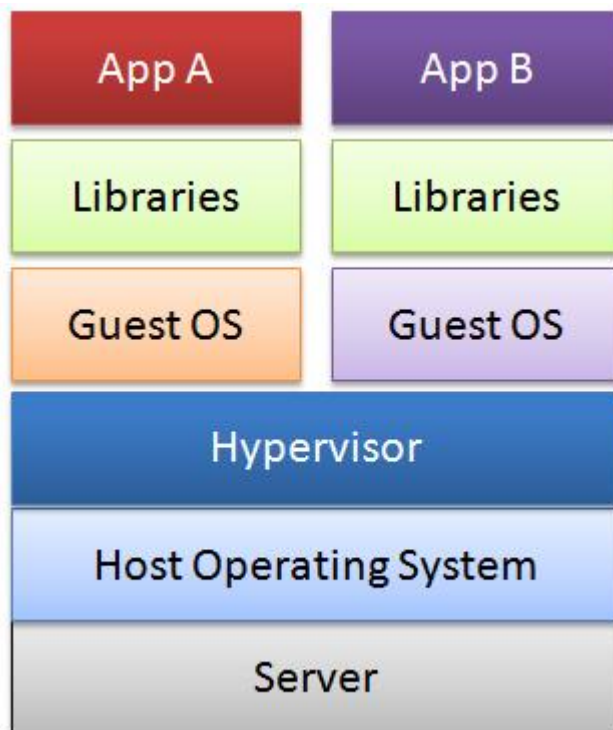 App A
App B
Libraries
Libraries
Guest OS
Guest OS
Hypervisor
Host Operating System
Server